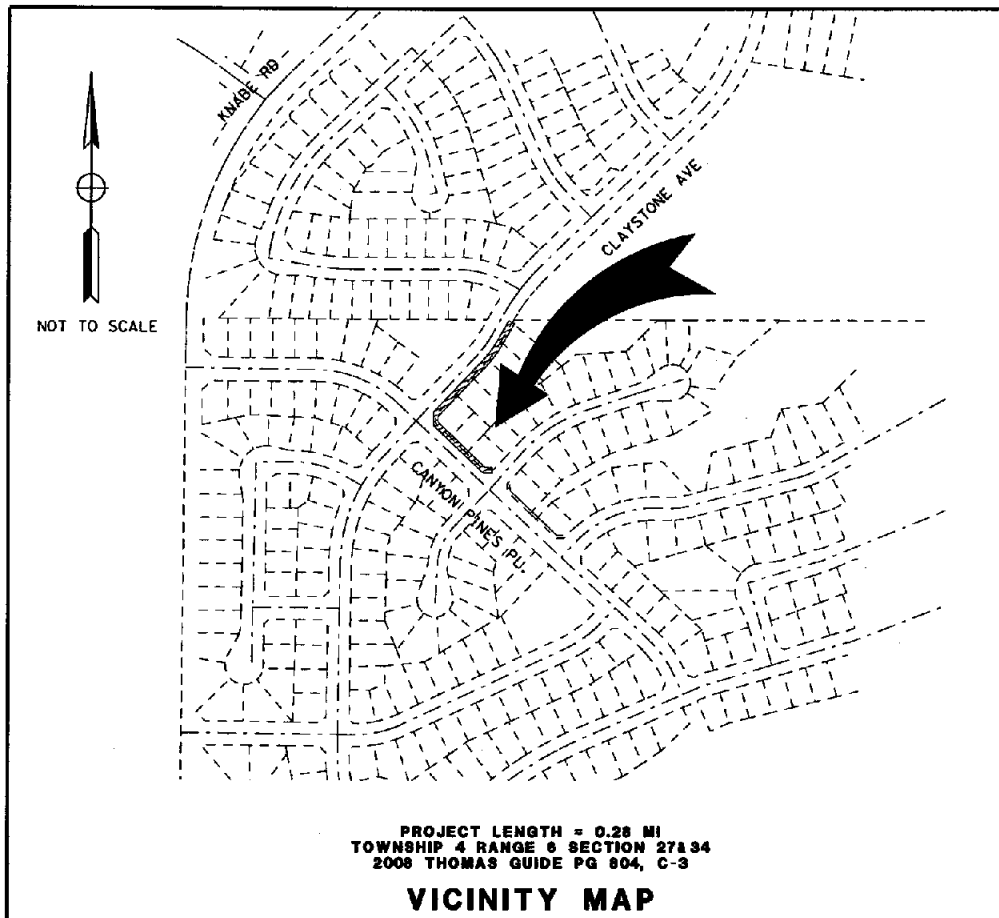 KNABE RD
CLAYSTONE AVE
NOT TO SCALE
CANYON PINES PL.
PROJECT LENGTH = 0.28 MI
TOWNSHIP 4 RANGE 6 SECTION 27&34
2008 THOMAS GUIDE PG 804, C-3
VICINITY MAP